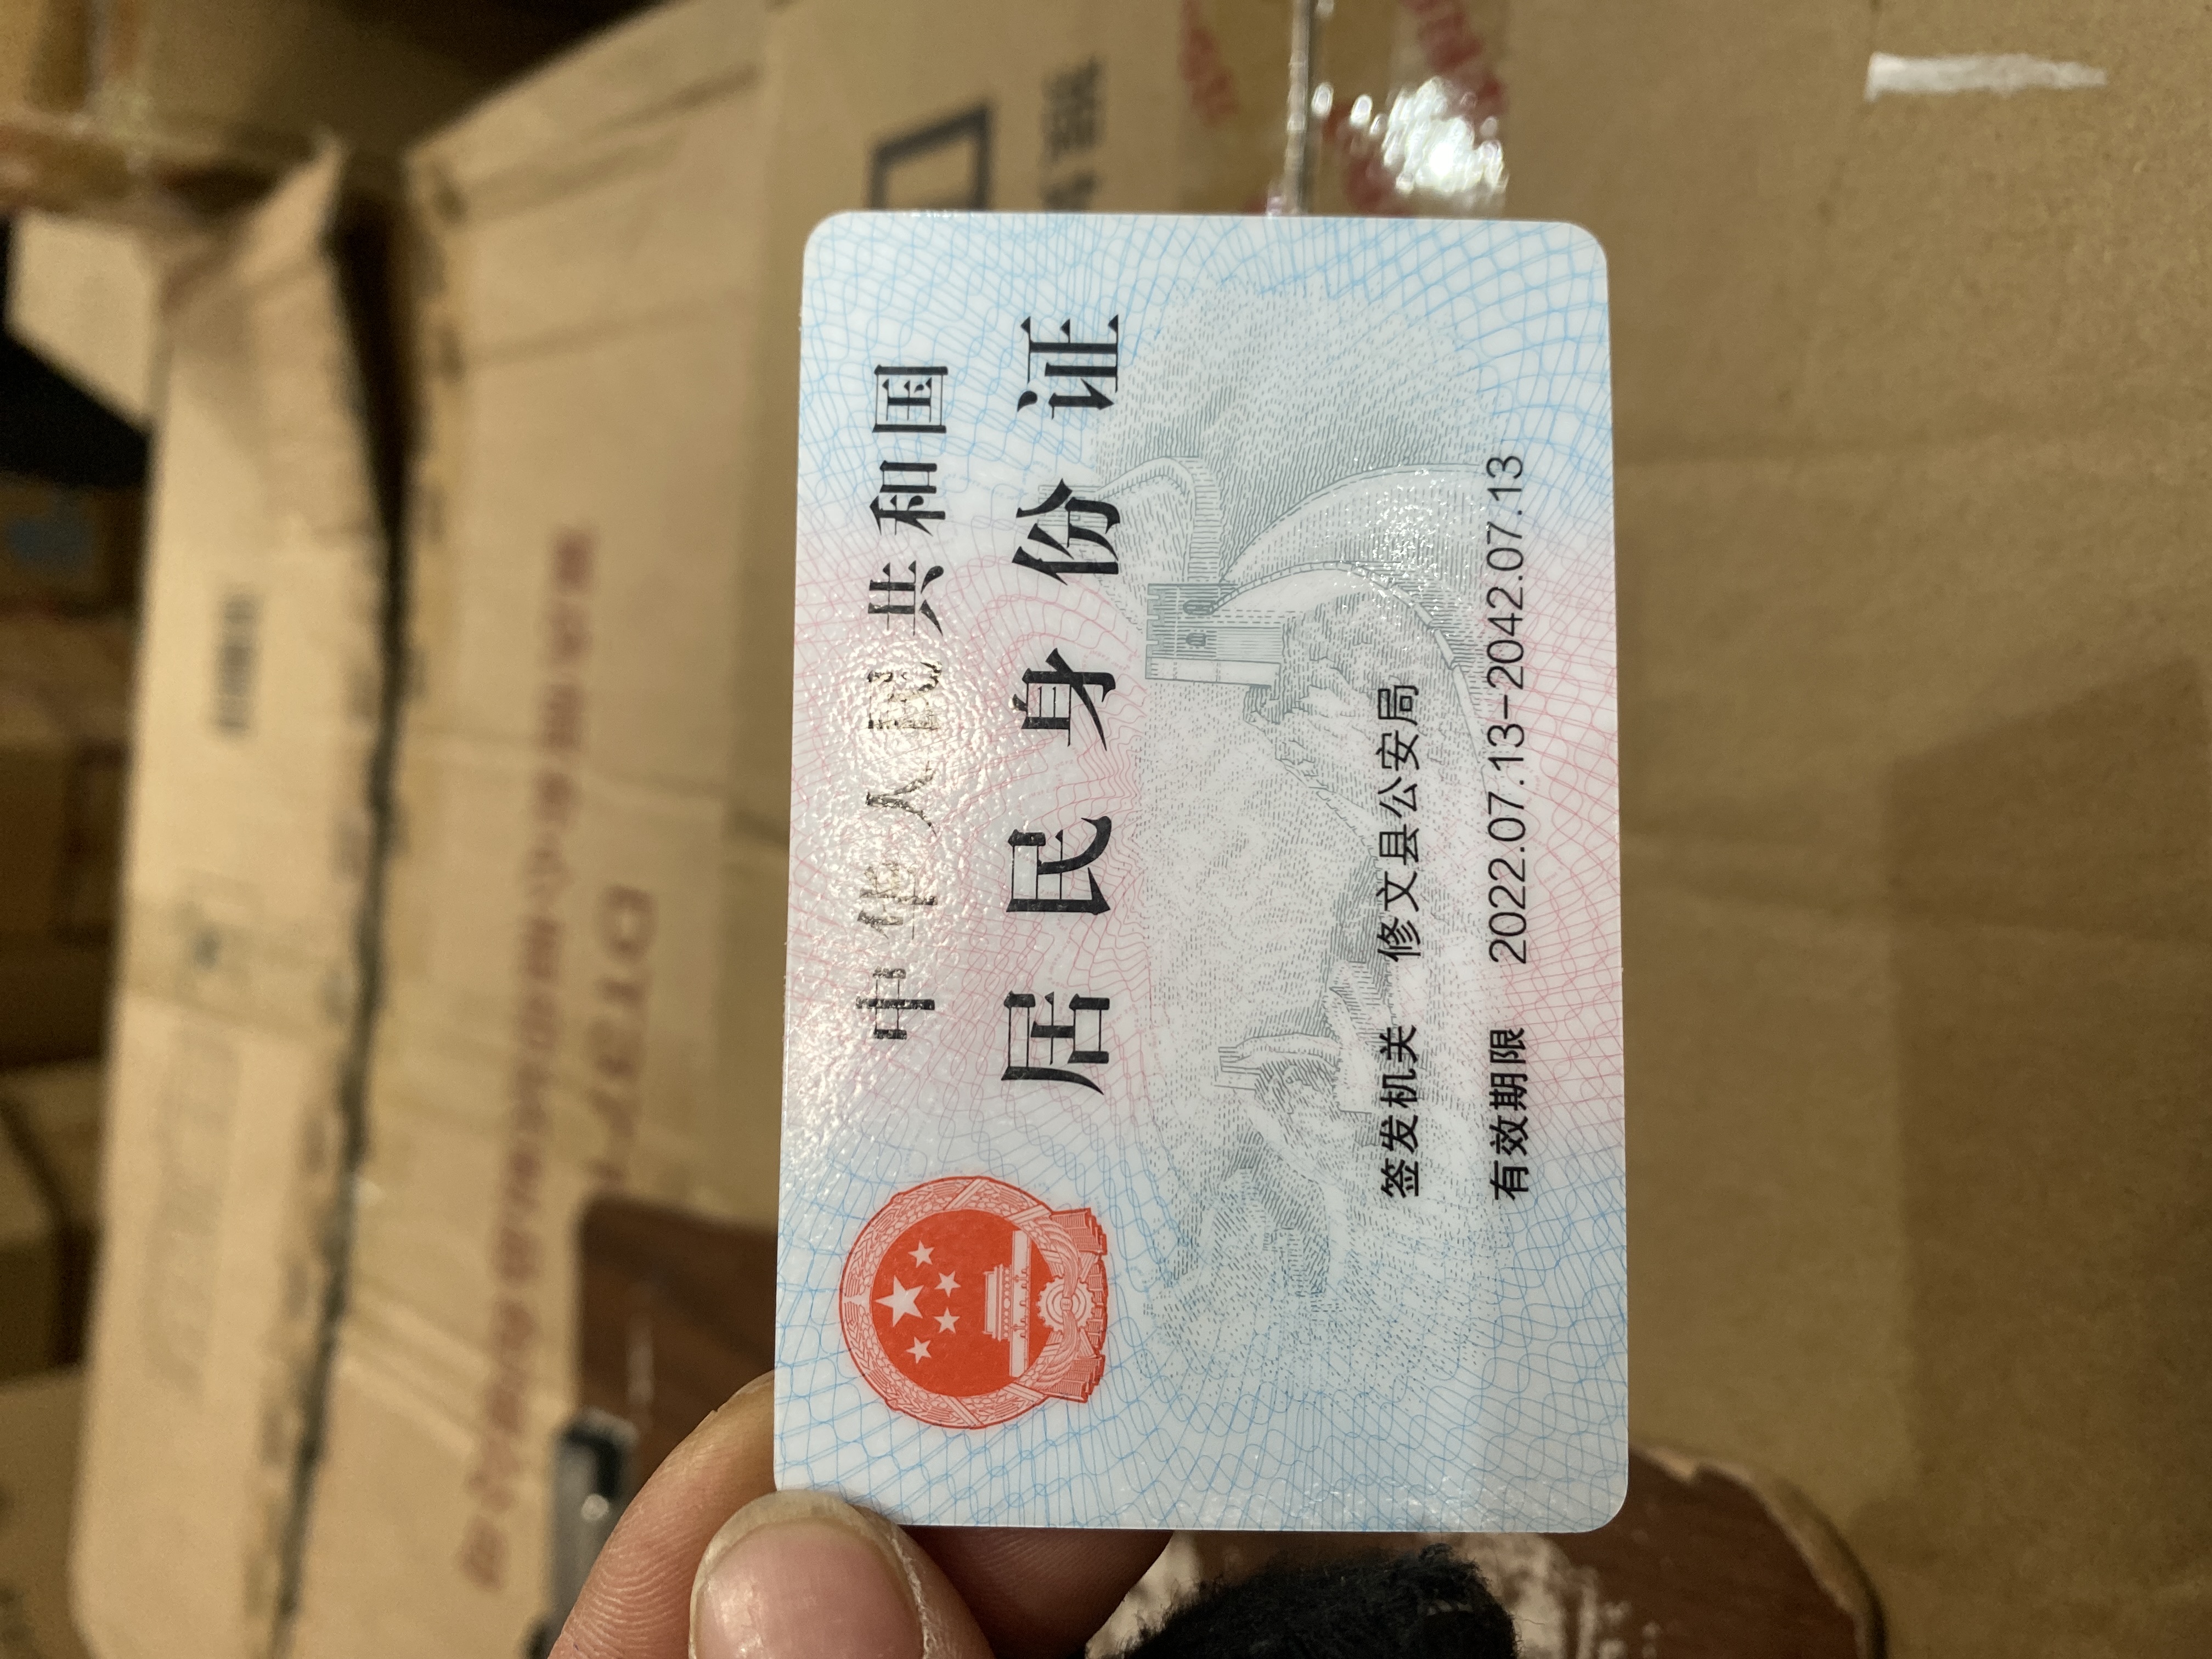 中华人民共和国
居民身份证
签发机关 修文县公安局
有效期限 2022.07.13-2042.07.13